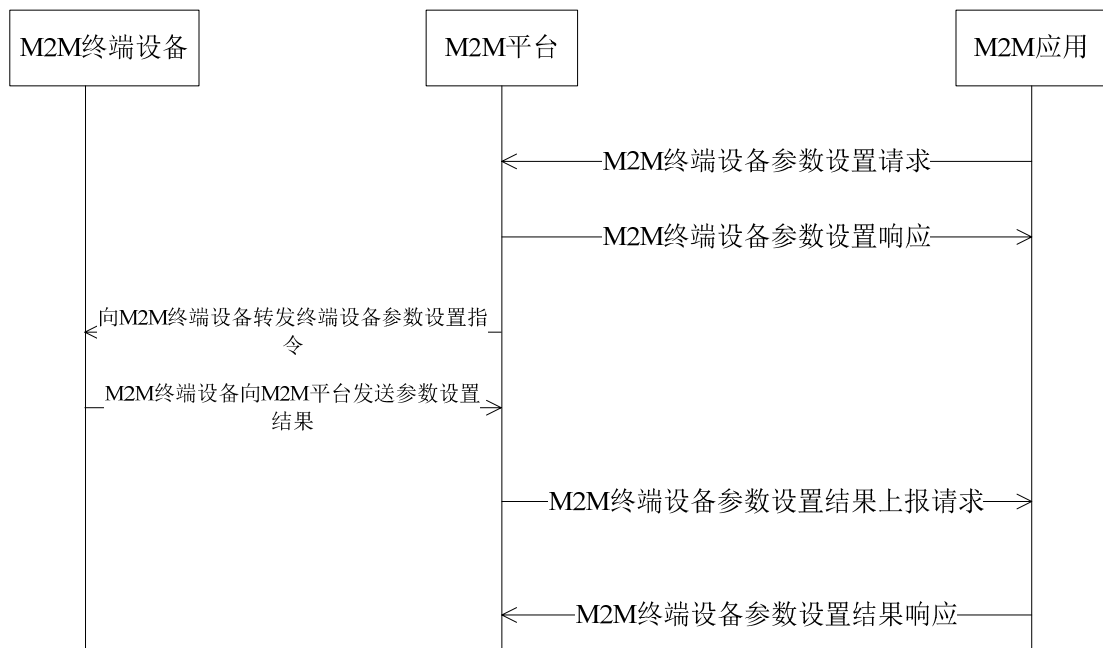 M2M终端设备
M2M平台
M2M应用
M2M终端设备参数设置请求
M2M终端设备参数设置响应
向M2M终端设备转发终端设备参数设置指
令
M2M终端设备向M2M平台发送参数设置
结果
M2M终端设备参数设置结果上报请求
M2M终端设备参数设置结果响应